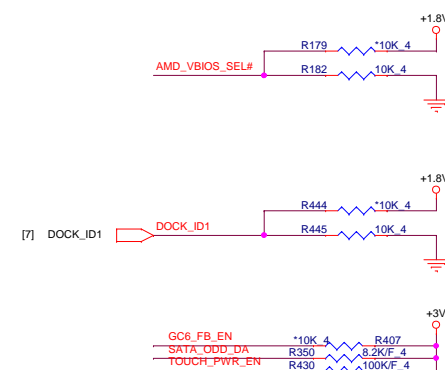 +1.8V
R179 *10K_4
AMD_VBIOS_SEL# R182 10K_4
+1.8V
R444 *10K_4
[7] DOCK_ID1 DOCK_ID1 R445 10K_4
+3V
GC6_FB_EN *10K_4 R407
SATA_ODD_DA R350 8.2K/F_4
TOUCH_PWR_EN R430 100K/F_4